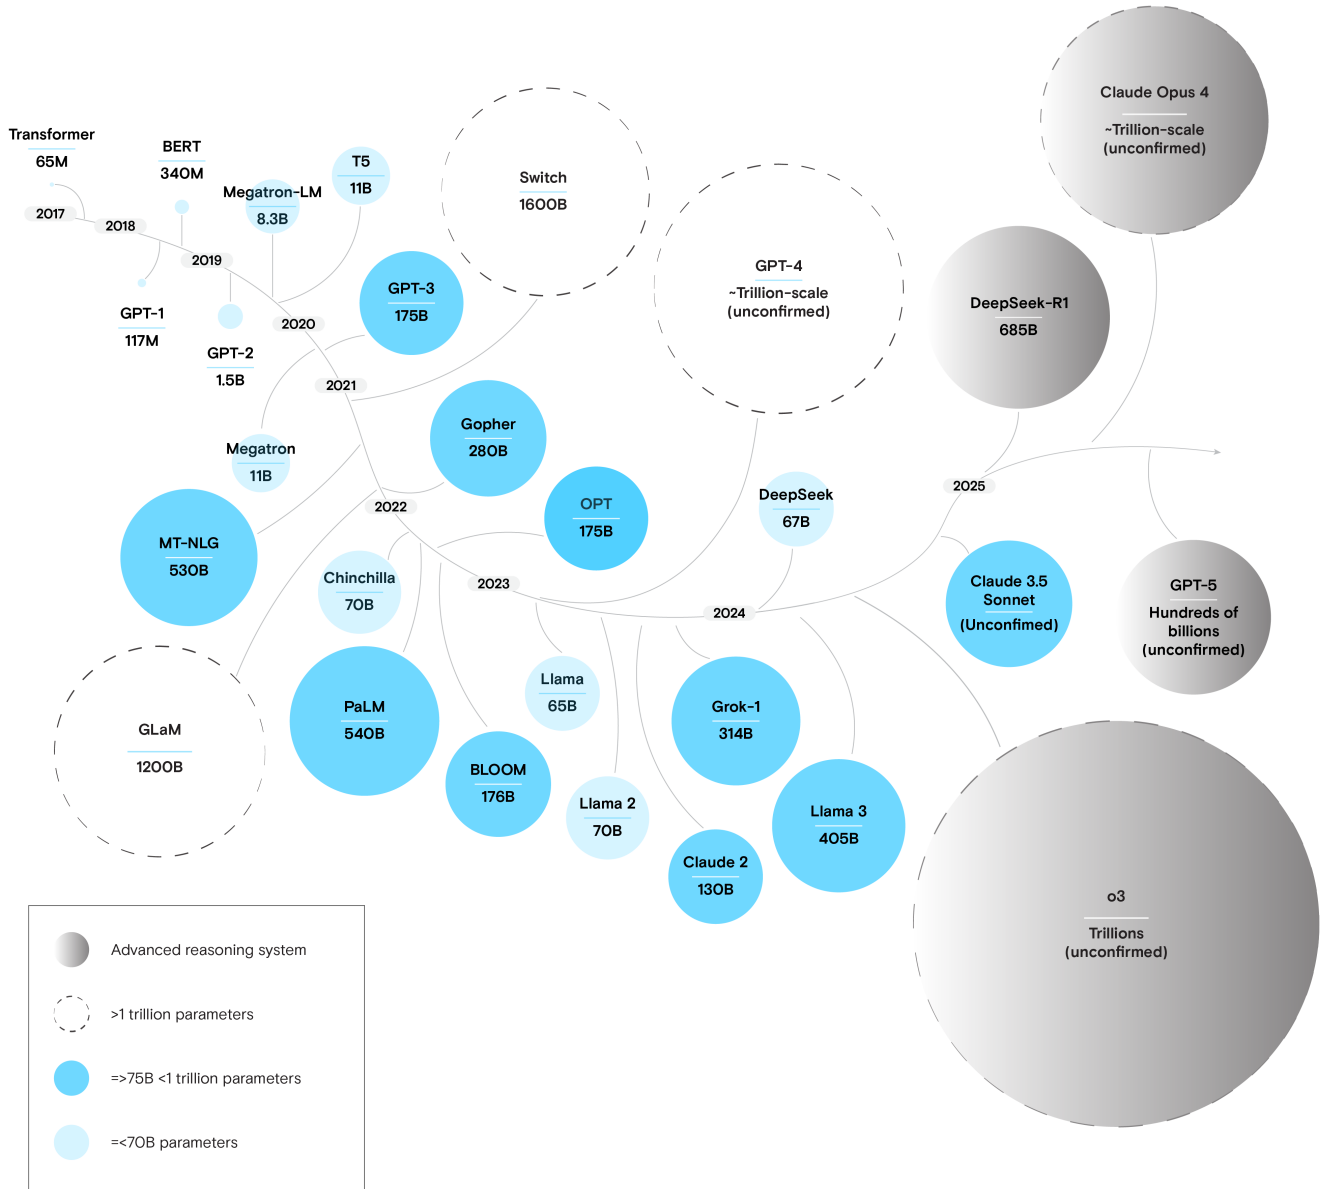 Transformer
65M
BERT
340M
Megatron-LM
8.3B
T5
11B
Switch
1600B
Claude Opus 4
~Trillion-scale
(unconfirmed)
2017
2018
2019
GPT-1
117M
GPT-2
1.5B
GPT-3
175B
GPT-4
~Trillion-scale
(unconfirmed)
DeepSeek-R1
685B
2020
2021
Megatron
11B
Gopher
280B
MT-NLG
530B
2022
OPT
175B
DeepSeek
67B
2025
Chinchilla
70B
2023
2024
Claude 3.5
Sonnet
(Unconfimed)
GPT-5
Hundreds of
billions
(unconfirmed)
GLaM
1200B
PaLM
540B
Llama
65B
Grok-1
314B
BLOOM
176B
Llama 2
70B
Claude 2
130B
Llama 3
405B
o3
Trillions
(unconfirmed)
Advanced reasoning system
>1 trillion parameters
=>75B <1 trillion parameters
=<70B parameters